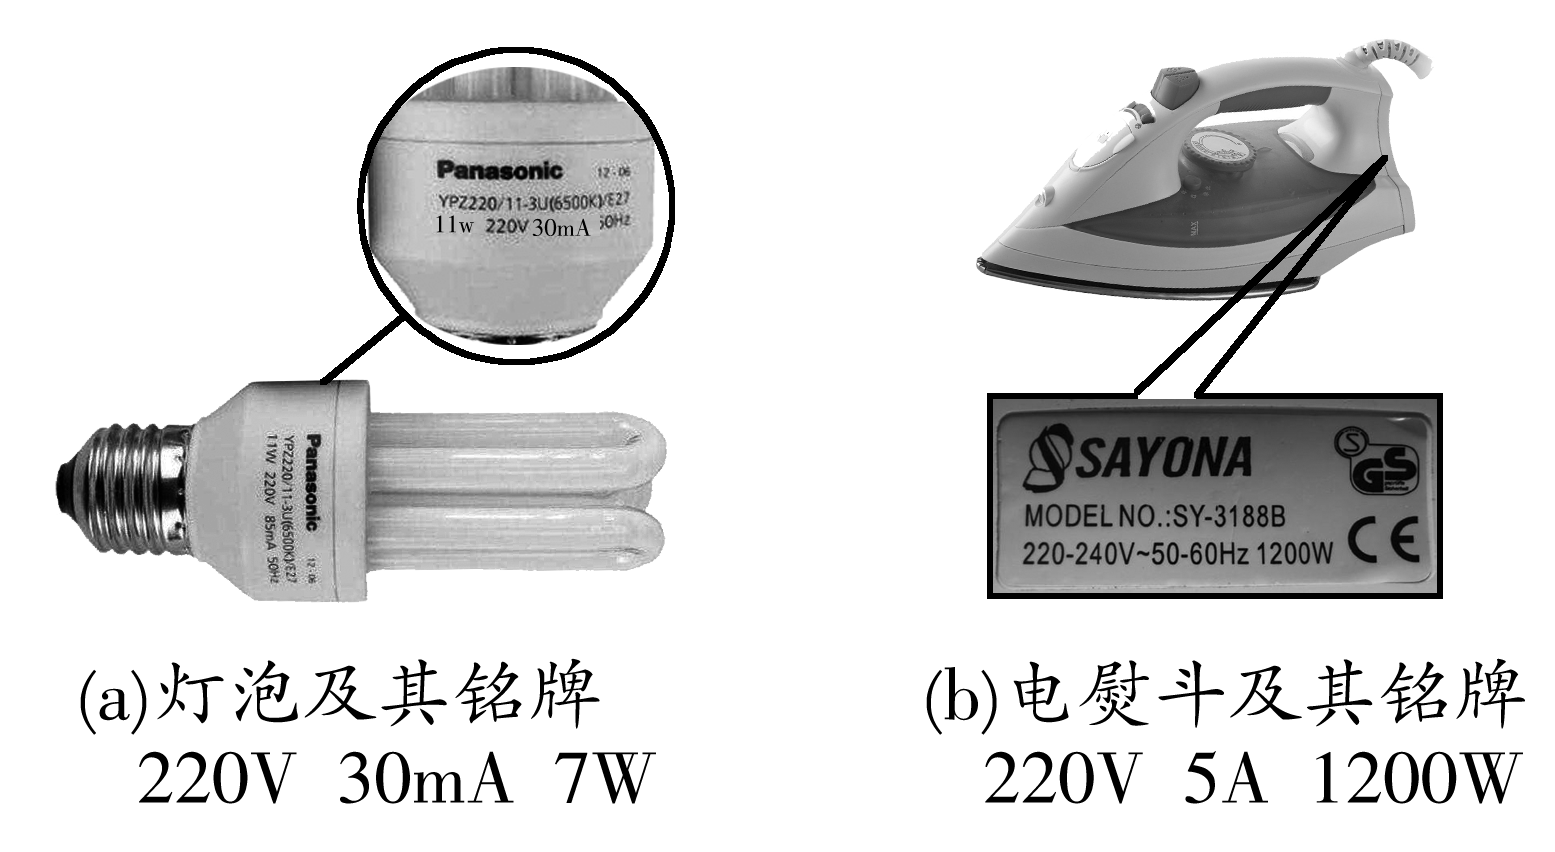 Panasonic 12-06
YPZ220/11-3U(6500K)/E27
11w 220V 30mA 50Hz
Panasonic 12-06
YPZ220/11-3U(6500K)/E27
11W 220V 85mA 50Hz
MAX
SAYONA
S
GS
MODEL NO.:SY-3188B
220-240V~50-60Hz 1200W
CE
(a)灯泡及其铭牌
220V 30mA 7W
(b)电熨斗及其铭牌
220V 5A 1200W